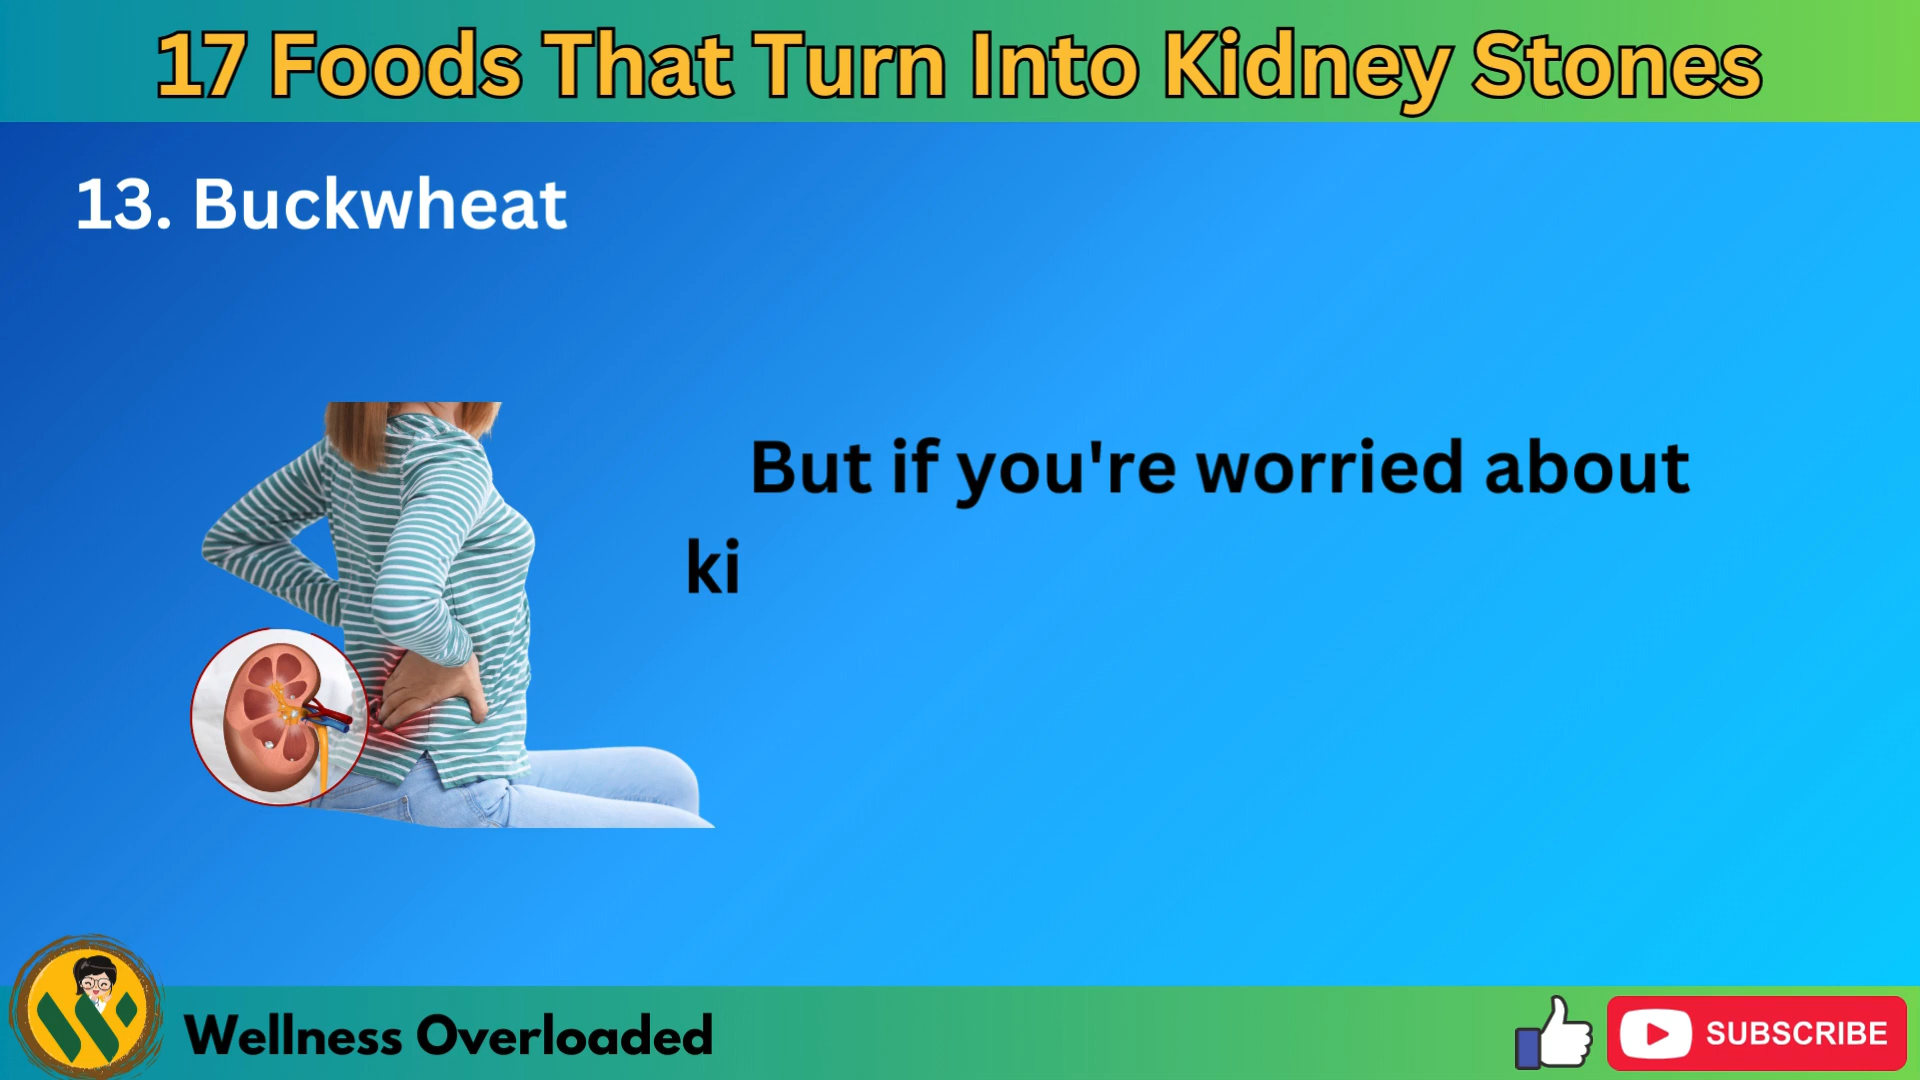 17 Foods That Turn Into Kidney Stones
13. Buckwheat
But if you're worried about
ki
Wellness Overloaded
SUBSCRIBE